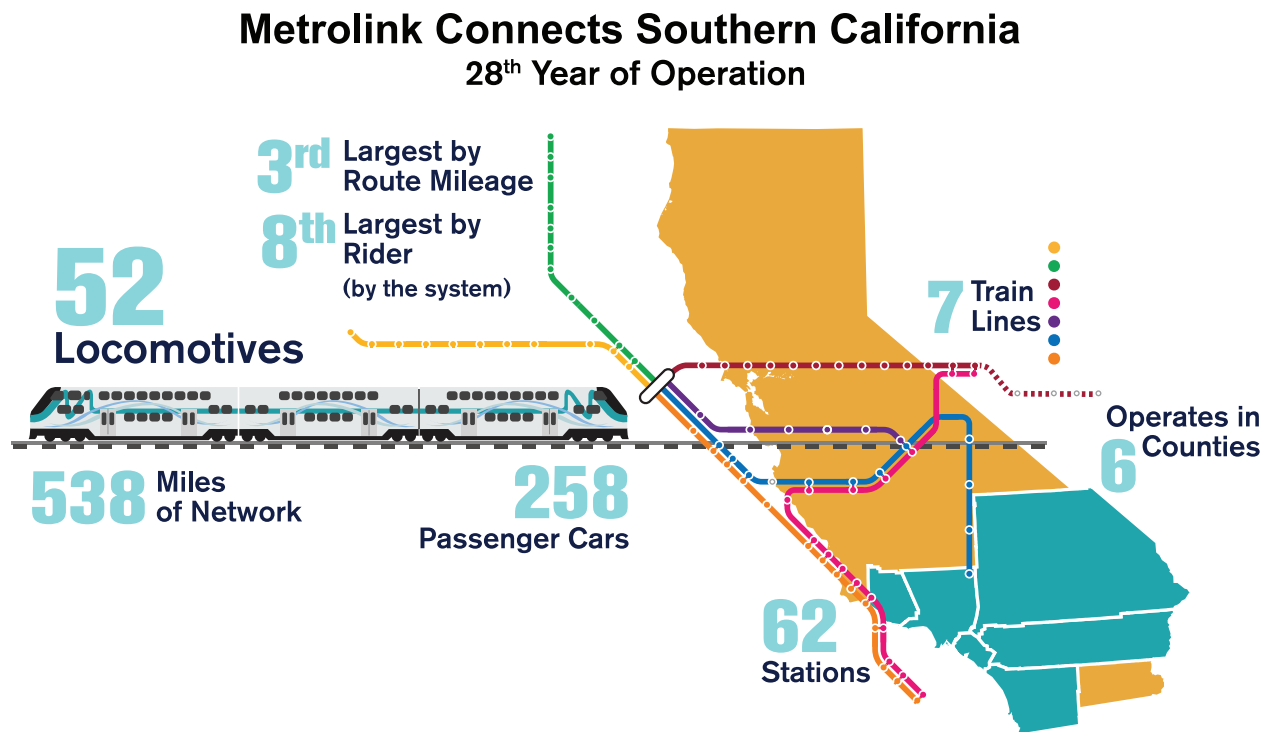 Metrolink Connects Southern California
28th Year of Operation
3rd Largest by
Route Mileage
8th Largest by
Rider
(by the system)
52
Locomotives
7 Train
Lines
Operates in
6 Counties
538 Miles
of Network
258
Passenger Cars
62
Stations